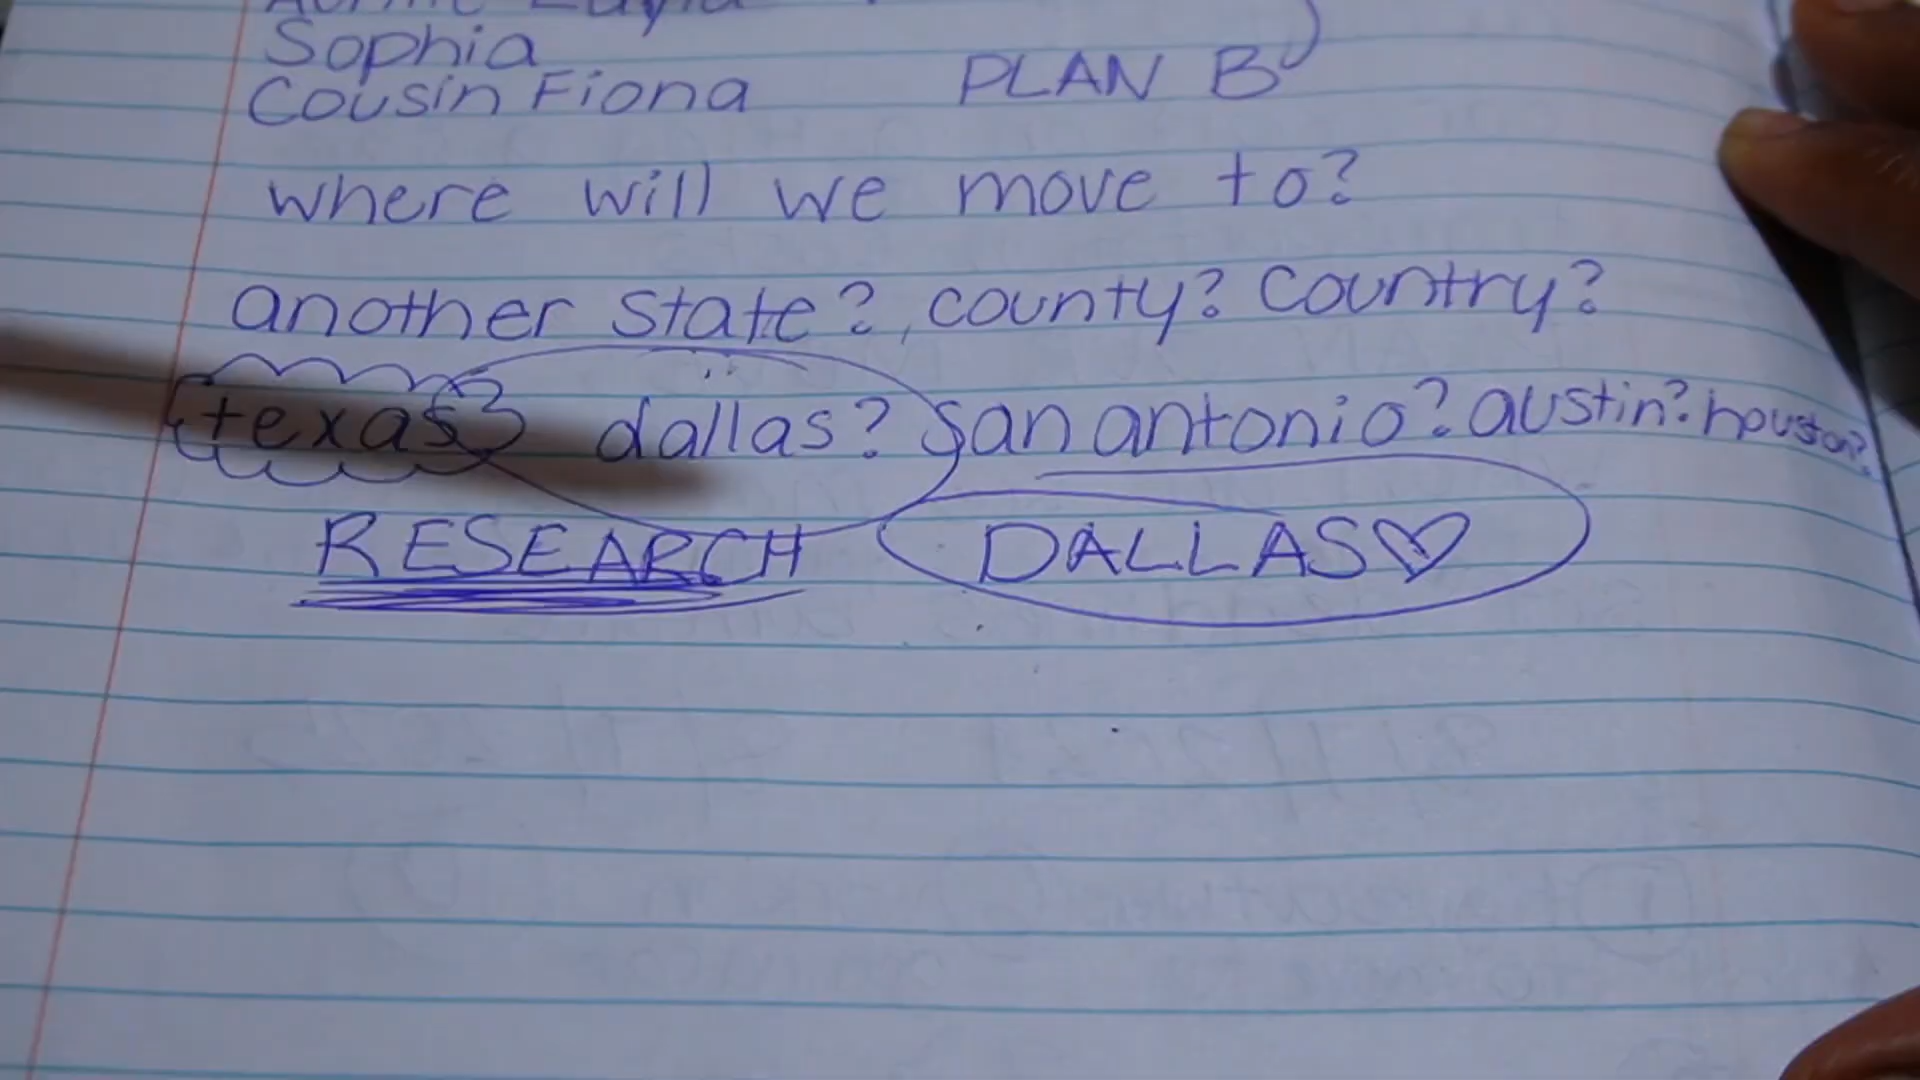 Sophia
Cousin Fiona PLAN B
where will we move to?
another state?, county? Country?
texas dallas? San antonio? austin? houston?
RESEARCH DALLAS♡